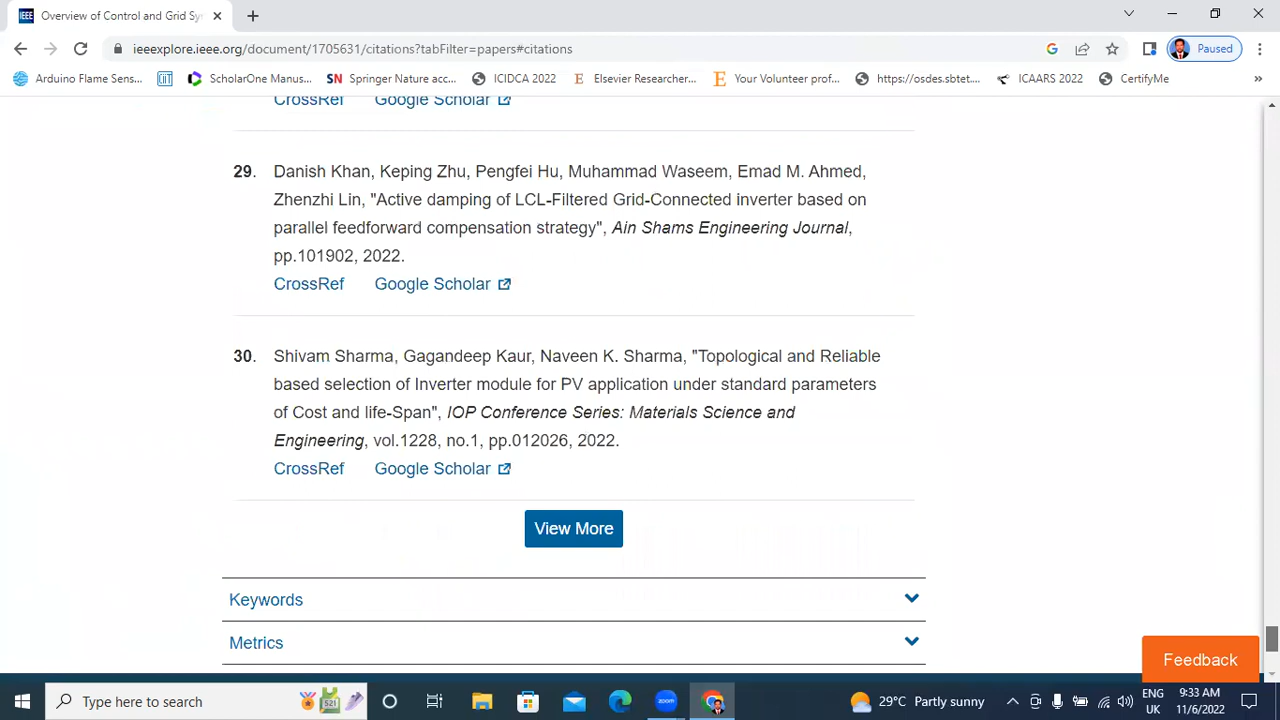 Overview of Control and Grid Sy
ieeexplore.ieee.org/document/1705631/citations?tabFilter=papers#citations
Paused
Arduino Flame Sens...
ScholarOne Manus...
SN Springer Nature acc...
ICIDCA 2022
E Elsevier Researcher...
E Your Volunteer prof...
https://osdes.sbtet....
ICAARS 2022
CertifyMe
»
CrossRef Google Scholar
29. Danish Khan, Keping Zhu, Pengfei Hu, Muhammad Waseem, Emad M. Ahmed,
Zhenzhi Lin, "Active damping of LCL-Filtered Grid-Connected inverter based on
parallel feedforward compensation strategy", Ain Shams Engineering Journal,
pp.101902, 2022.
CrossRef Google Scholar
30. Shivam Sharma, Gagandeep Kaur, Naveen K. Sharma, "Topological and Reliable
based selection of Inverter module for PV application under standard parameters
of Cost and life-Span", IOP Conference Series: Materials Science and
Engineering, vol.1228, no.1, pp.012026, 2022.
CrossRef Google Scholar
View More
Keywords
Metrics
Feedback
Type here to search
521
zoom
29°C Partly sunny
ENG
UK
9:33 AM
11/6/2022